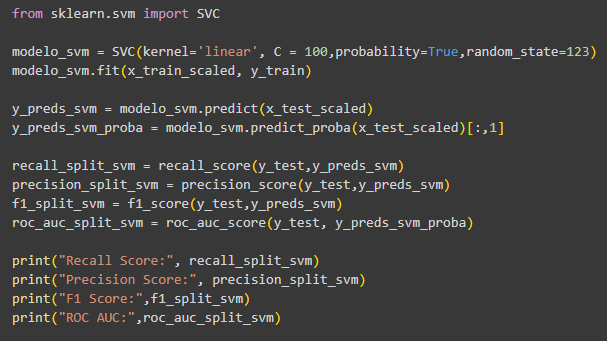 from sklearn.svm import SVC
modelo_svm = SVC(kernel='linear', C = 100,probability=True,random_state=123)
modelo_svm.fit(x_train_scaled, y_train)
y_preds_svm = modelo_svm.predict(x_test_scaled)
y_preds_svm_proba = modelo_svm.predict_proba(x_test_scaled)[:,1]
recall_split_svm = recall_score(y_test,y_preds_svm)
precision_split_svm = precision_score(y_test,y_preds_svm)
f1_split_svm = f1_score(y_test,y_preds_svm)
roc_auc_split_svm = roc_auc_score(y_test, y_preds_svm_proba)
print("Recall Score:", recall_split_svm)
print("Precision Score:", precision_split_svm)
print("F1 Score:",f1_split_svm)
print("ROC AUC:",roc_auc_split_svm)